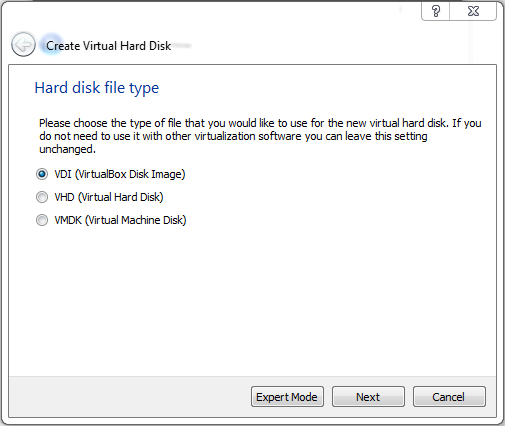 ?
Create Virtual Hard Disk
Hard disk file type
Please choose the type of file that you would like to use for the new virtual hard disk. If you
do not need to use it with other virtualization software you can leave this setting
unchanged.
VDI (VirtualBox Disk Image)
VHD (Virtual Hard Disk)
VMDK (Virtual Machine Disk)
Expert Mode Next Cancel